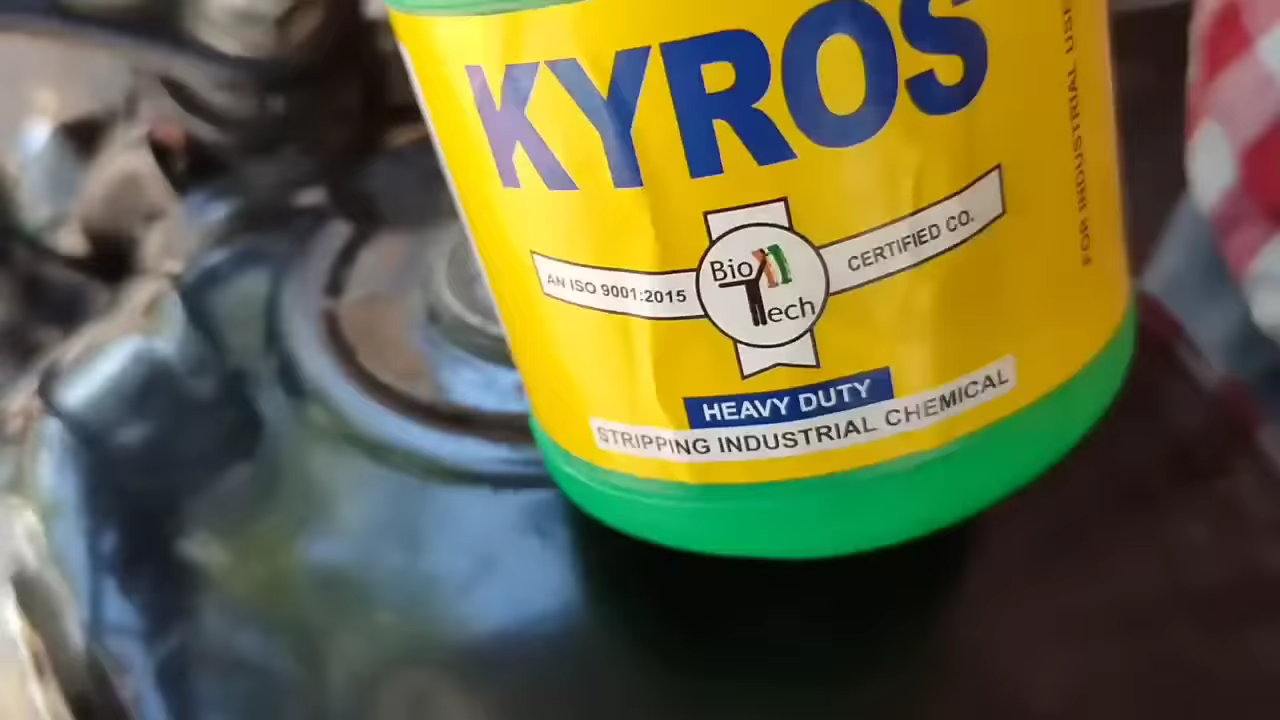 KYROS
AN ISO 9001:2015
Bio
Tech
CERTIFIED CO.
HEAVY DUTY
STRIPPING INDUSTRIAL CHEMICAL
FOR INDUSTRIAL USE